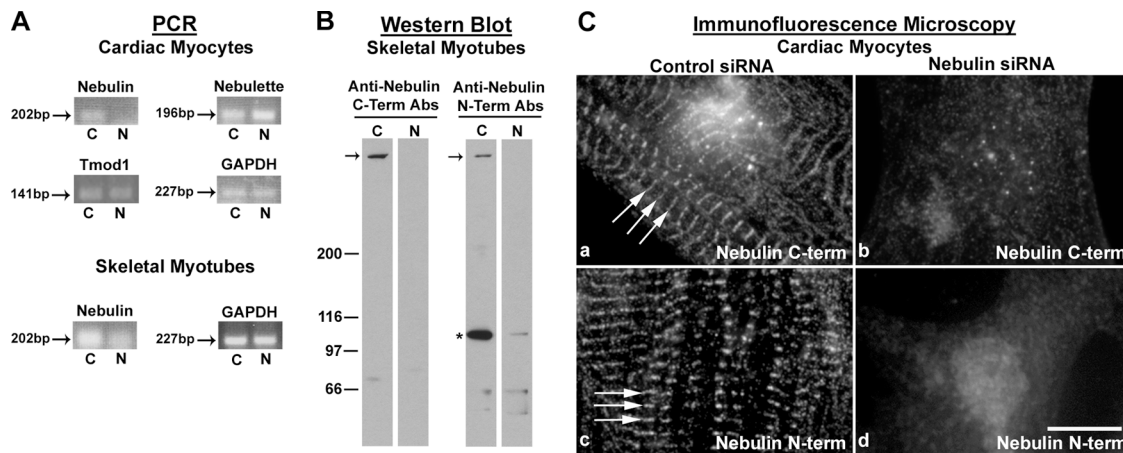 A
PCR
Cardiac Myocytes
Nebulin
202bp
C N
Nebulette
196bp
C N
Tmod1
141bp
C N
GAPDH
227bp
C N
Skeletal Myotubes
Nebulin
202bp
C N
GAPDH
227bp
C N
B
Western Blot
Skeletal Myotubes
Anti-Nebulin
C-Term Abs
C N
Anti-Nebulin
N-Term Abs
C N
200
116
97
66
*
C
Immunofluorescence Microscopy
Cardiac Myocytes
Control siRNA
Nebulin siRNA
a
Nebulin C-term
b
Nebulin C-term
c
Nebulin N-term
d
Nebulin N-term